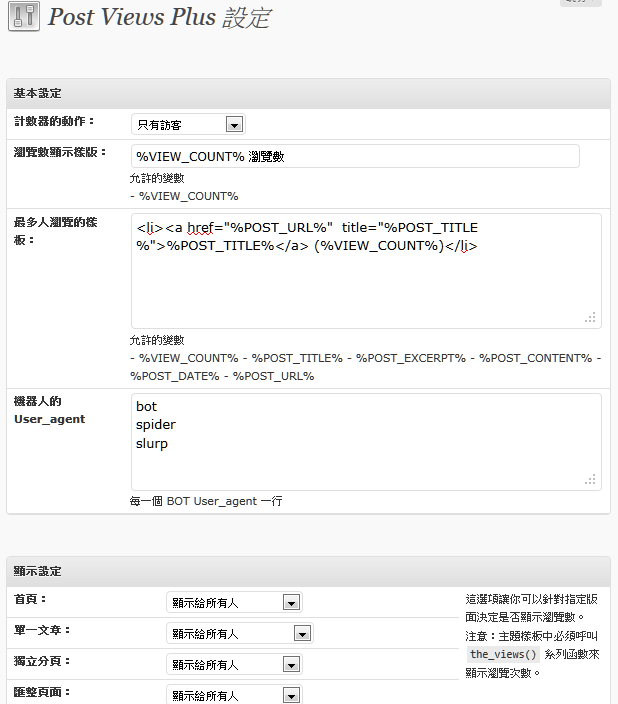 Post Views Plus 設定
基本設定
計數器的動作：
只有訪客
瀏覽數顯示樣版：
%VIEW_COUNT% 瀏覽數
允許的變數
- %VIEW_COUNT%
最多人瀏覽的樣
板：
<li><a href="%POST_URL%"  title="%POST_TITLE
%">%POST_TITLE%</a> (%VIEW_COUNT%)</li>
允許的變數
- %VIEW_COUNT% - %POST_TITLE% - %POST_EXCERPT% - %POST_CONTENT% -
%POST_DATE% - %POST_URL%
機器人的
User_agent
bot
spider
slurp
每一個 BOT User_agent 一行
顯示設定
首頁：
顯示給所有人
單一文章：
顯示給所有人
獨立分頁：
顯示給所有人
匯整頁面：
顯示給所有人
這選項讓你可以針對指定版
面決定是否顯示瀏覽數。
注意：主題樣板中必須呼叫
the_views() 系列函數來
顯示瀏覽次數。